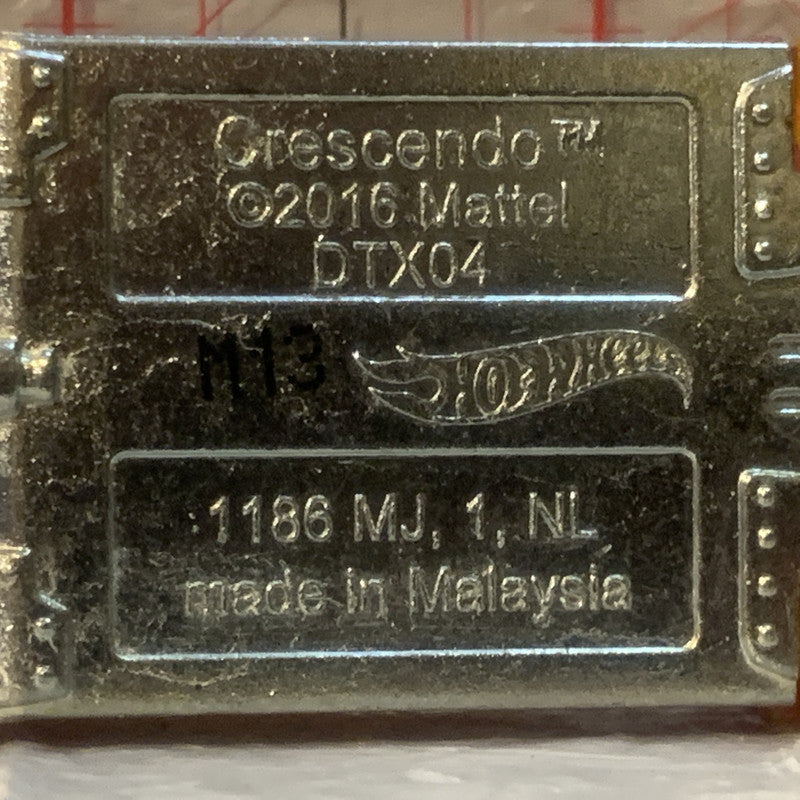 Crescendo™
©2016 Mattel
DTX04
M13
HOT WHEELS
1186 MJ, 1, NL
made in Malaysia